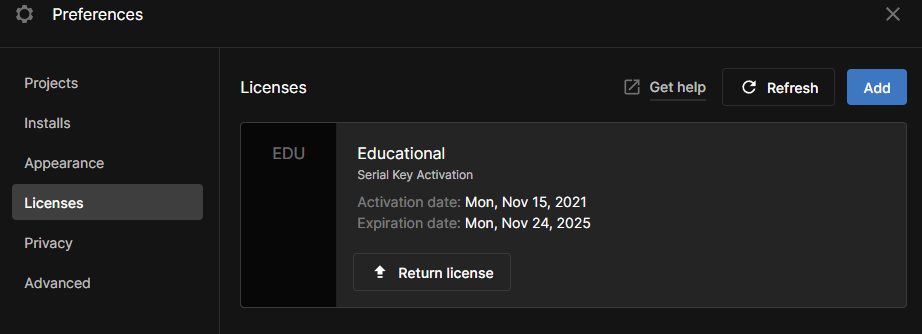 Preferences
Projects
Installs
Appearance
Licenses
Privacy
Advanced
Licenses
Get help
Refresh
Add
EDU
Educational
Serial Key Activation
Activation date: Mon, Nov 15, 2021
Expiration date: Mon, Nov 24, 2025
Return license